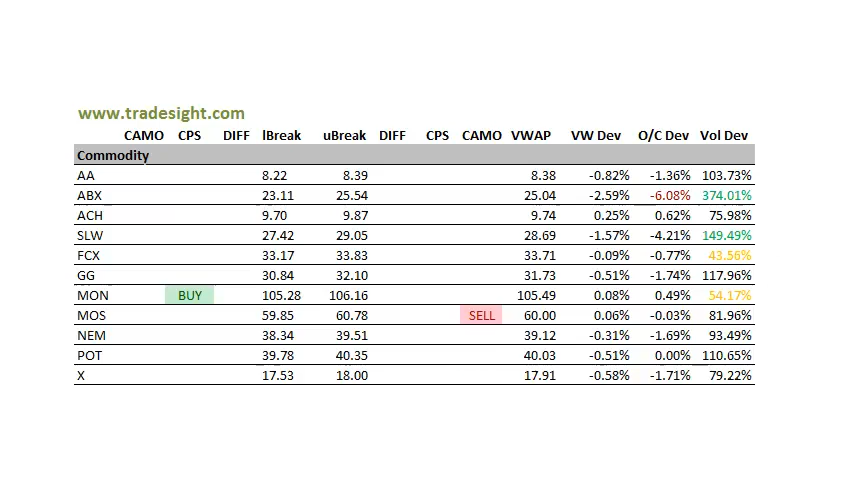 www.tradesight.com
CAMO CPS DIFF lBreak uBreak DIFF CPS CAMO VWAP VW Dev O/C Dev Vol Dev
Commodity
AA 8.22 8.39 8.38 -0.82% -1.36% 103.73%
ABX 23.11 25.54 25.04 -2.59% -6.08% 374.01%
ACH 9.70 9.87 9.74 0.25% 0.62% 75.98%
SLW 27.42 29.05 28.69 -1.57% -4.21% 149.49%
FCX 33.17 33.83 33.71 -0.09% -0.77% 43.56%
GG 30.84 32.10 31.73 -0.51% -1.74% 117.96%
MON BUY 105.28 106.16 105.49 0.08% 0.49% 54.17%
MOS 59.85 60.78 SELL 60.00 0.06% -0.03% 81.96%
NEM 38.34 39.51 39.12 -0.31% -1.69% 93.49%
POT 39.78 40.35 40.03 -0.51% 0.00% 110.65%
X 17.53 18.00 17.91 -0.58% -1.71% 79.22%